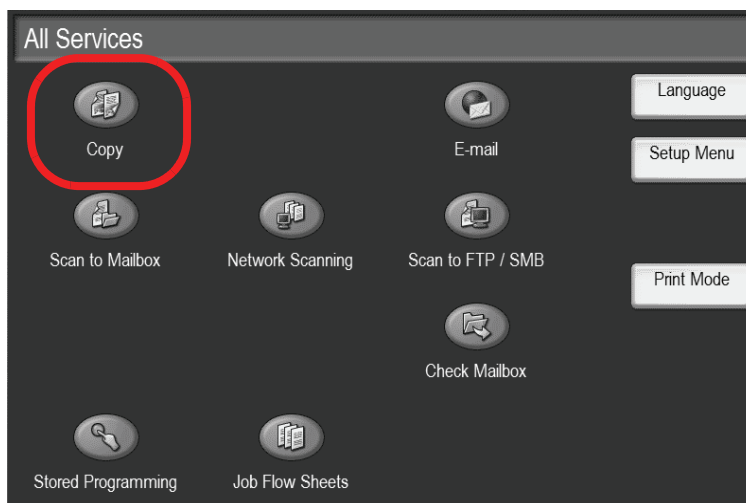 All Services
Language
Copy
E-mail
Setup Menu
Scan to Mailbox
Network Scanning
Scan to FTP / SMB
Print Mode
Check Mailbox
Stored Programming
Job Flow Sheets